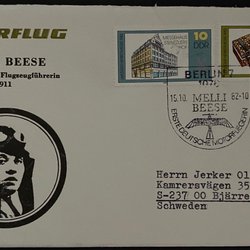 RFLUG
BEESE
Flugzeugführerin
911
MESSEHAUS
10
DDR
BERLIN
15.10.
82-10
MELLI
BEESE
ERSTE DEUTSCHE MOTORFLIEGERIN
Herrn Jerker Ol
Kamrersvägen 35
S-237 00 Bjärre
Schweden